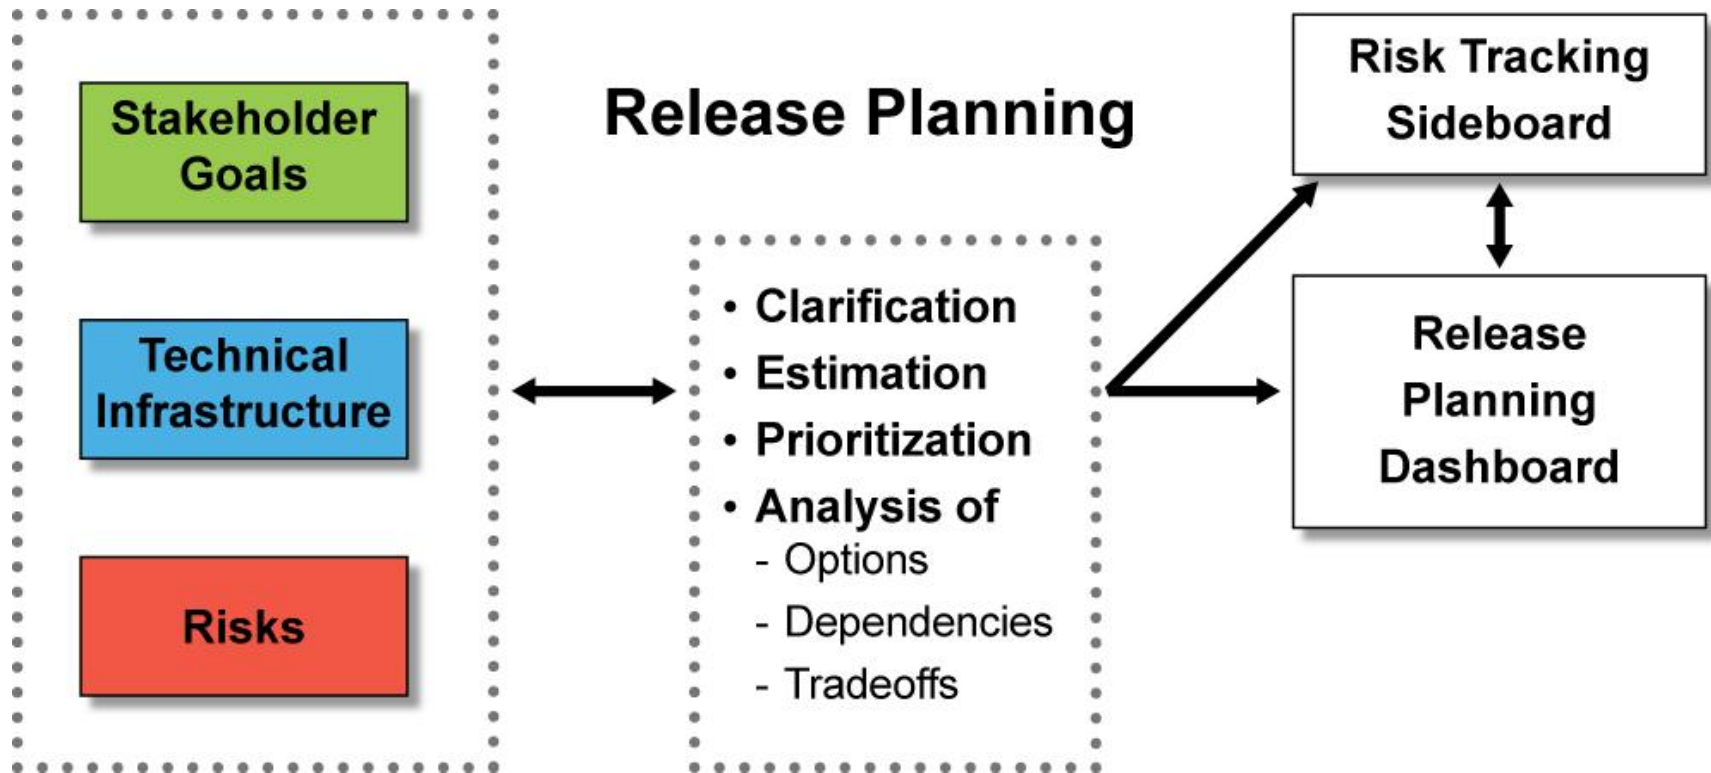 Stakeholder
Goals
Technical
Infrastructure
Risks
Release Planning
• Clarification
• Estimation
• Prioritization
• Analysis of
- Options
- Dependencies
- Tradeoffs
Risk Tracking
Sideboard
Release
Planning
Dashboard